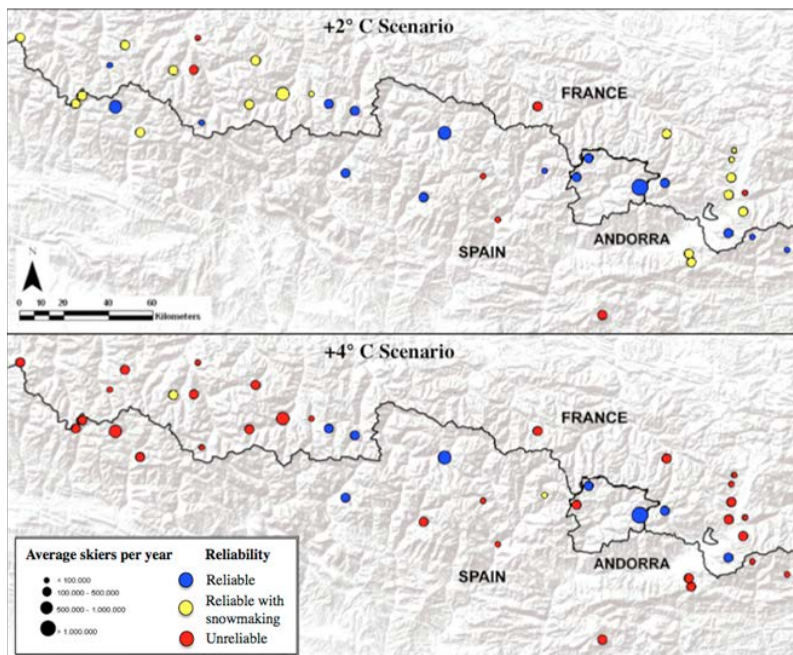 +2° C Scenario
FRANCE
SPAIN
ANDORRA
N
0 10 20 40 60
Kilometers
+4° C Scenario
FRANCE
SPAIN
ANDORRA
Average skiers per year
< 100.000
100.000 - 500.000
500.000 - 1.000.000
> 1.000.000
Reliability
Reliable
Reliable with
snowmaking
Unreliable